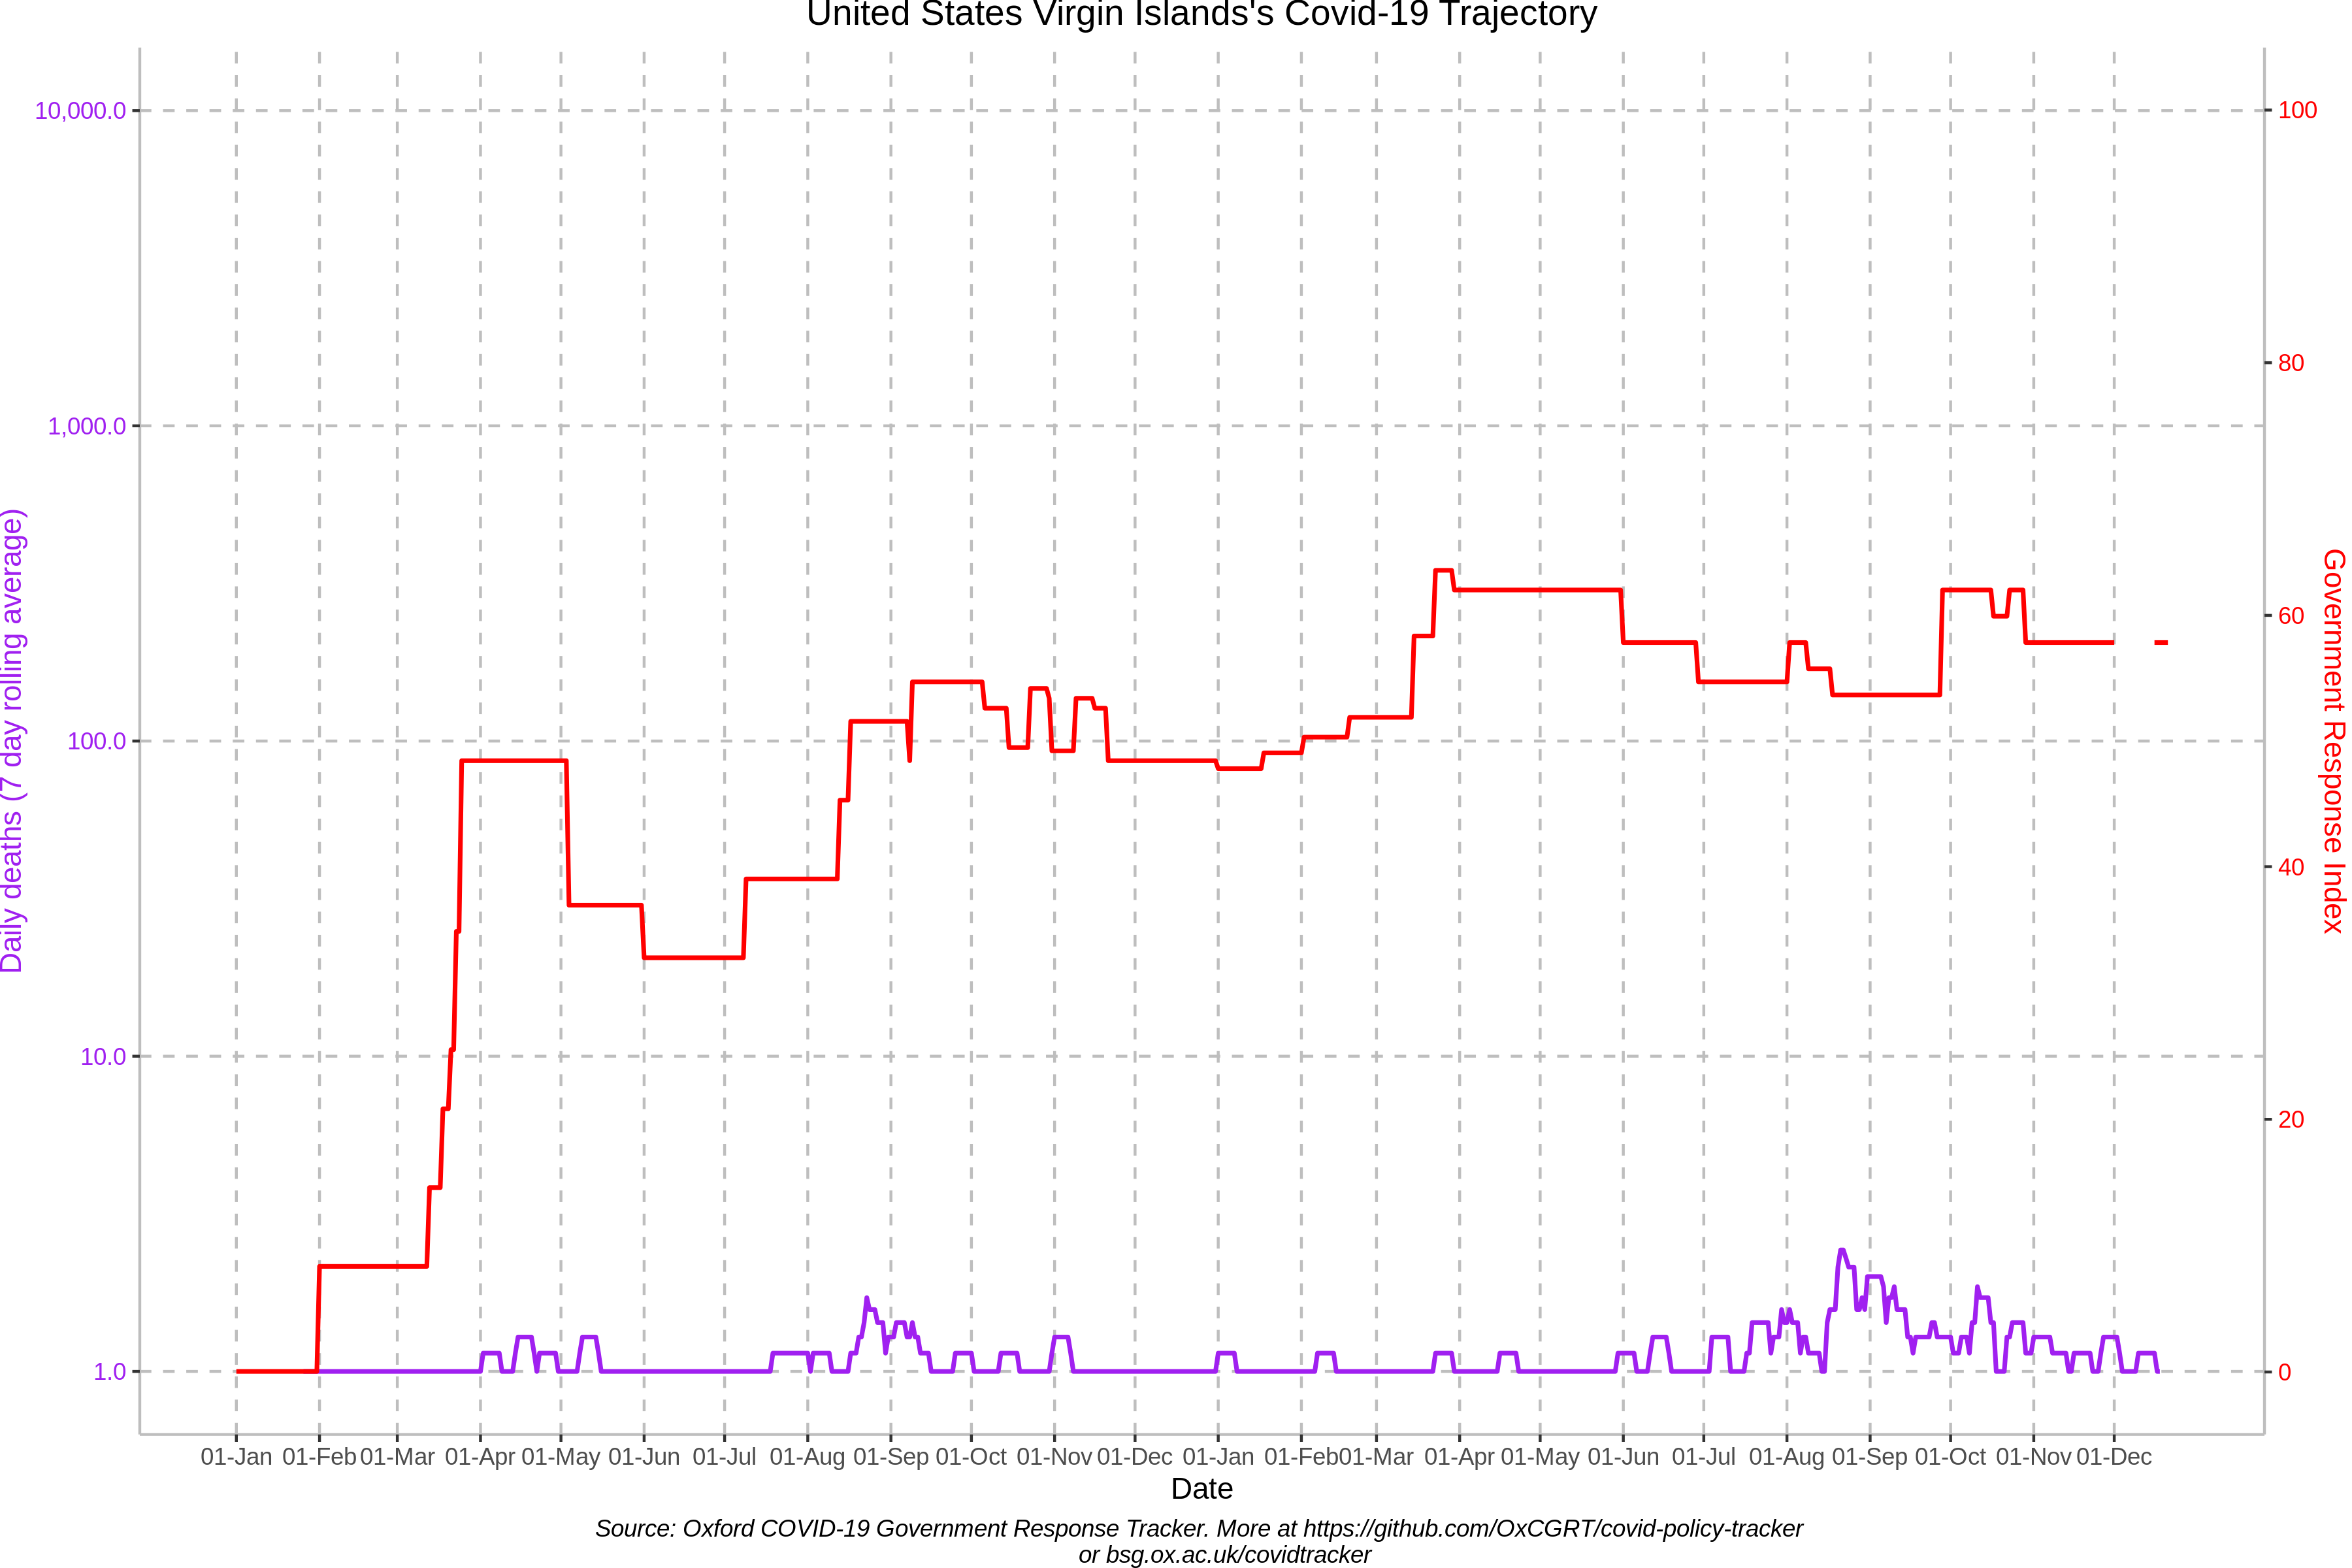 United States Virgin Islands's Covid-19 Trajectory
10,000.0
1,000.0
100.0
10.0
1.0
Daily deaths (7 day rolling average)
100
80
60
40
20
0
Government Response Index
01-Jan 01-Feb 01-Mar 01-Apr 01-May 01-Jun 01-Jul 01-Aug 01-Sep 01-Oct 01-Nov 01-Dec 01-Jan 01-Feb 01-Mar 01-Apr 01-May 01-Jun 01-Jul 01-Aug 01-Sep 01-Oct 01-Nov 01-Dec
Date
Source: Oxford COVID-19 Government Response Tracker. More at https://github.com/OxCGRT/covid-policy-tracker
or bsg.ox.ac.uk/covidtracker